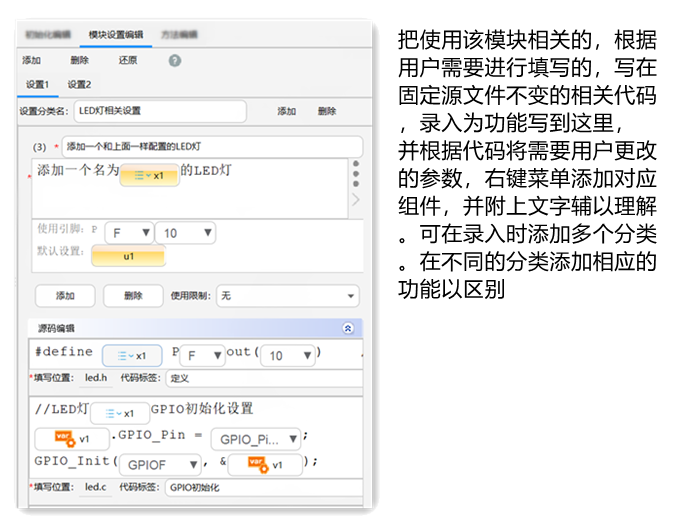 初始化编辑 模块设置编辑 方法编辑
添加 删除 还原 ?
设置1 设置2
设置分类名: LED灯相关设置 添加 删除
(3) * 添加一个和上面一样配置的LED灯
* 添加一个名为 x1 的LED灯
使用引脚: P F 10
默认设置: u1
添加 删除 使用限制: 无
源码编辑
#define x1 P F out( 10 )
*填写位置: led.h 代码标签: 定义
//LED灯 x1 GPIO初始化设置
var v1 .GPIO_Pin = GPIO_Pi... ;
GPIO_Init( GPIOF , & var v1 );
*填写位置: led.c 代码标签: GPIO初始化
把使用该模块相关的，根据
用户需要进行填写的，写在
固定源文件不变的相关代码
，录入为功能写到这里，
并根据代码将需要用户更改
的参数，右键菜单添加对应
组件，并附上文字辅以理解
。可在录入时添加多个分类
。在不同的分类添加相应的
功能以区别